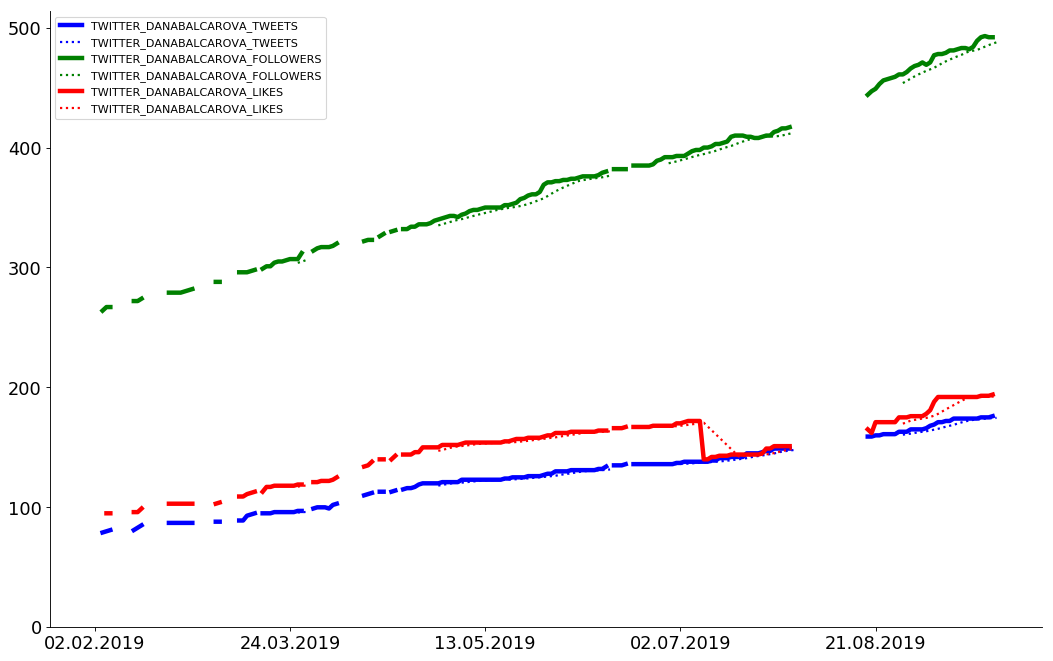 TWITTER_DANABALCAROVA_TWEETS
TWITTER_DANABALCAROVA_TWEETS
TWITTER_DANABALCAROVA_FOLLOWERS
TWITTER_DANABALCAROVA_FOLLOWERS
TWITTER_DANABALCAROVA_LIKES
TWITTER_DANABALCAROVA_LIKES
500
400
300
200
100
0
02.02.2019 24.03.2019 13.05.2019 02.07.2019 21.08.2019